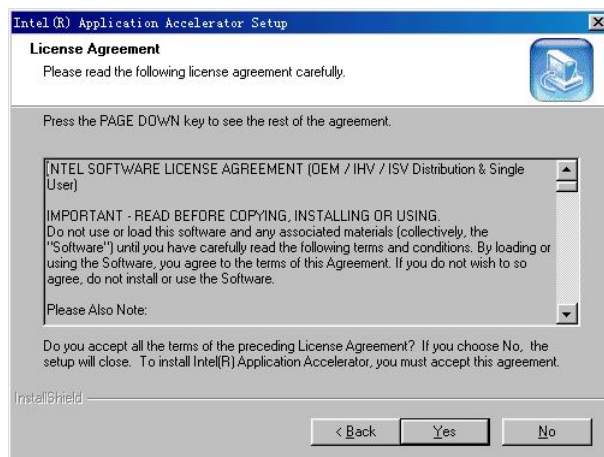 Intel(R) Application Accelerator Setup
License Agreement
Please read the following license agreement carefully.
Press the PAGE DOWN key to see the rest of the agreement.
INTEL SOFTWARE LICENSE AGREEMENT (OEM / IHV / ISV Distribution & Single
User)
IMPORTANT - READ BEFORE COPYING, INSTALLING OR USING.
Do not use or load this software and any associated materials (collectively, the
"Software") until you have carefully read the following terms and conditions. By loading or
using the Software, you agree to the terms of this Agreement. If you do not wish to so
agree, do not install or use the Software.
Please Also Note:
Do you accept all the terms of the preceding License Agreement? If you choose No, the
setup will close. To install Intel(R) Application Accelerator, you must accept this agreement.
InstallShield
< Back
Yes
No